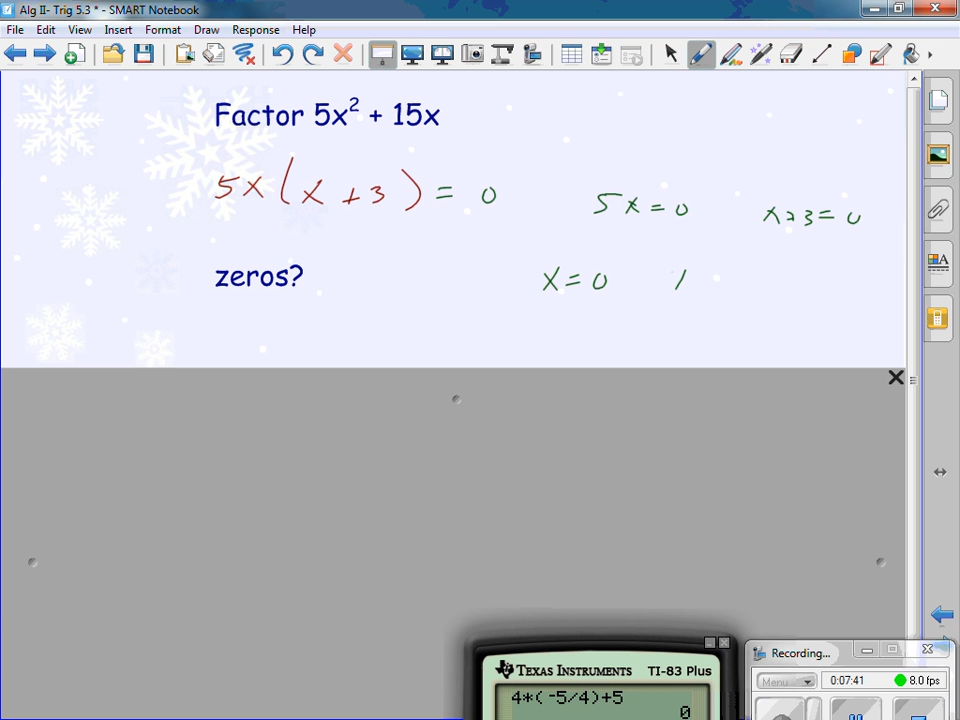 Alg II- Trig 5.3 * - SMART Notebook
File Edit View Insert Format Draw Response Help
Factor 5x² + 15x
5x(x +3) = 0
5x = 0
x+3 = 0
zeros?
x = 0
TEXAS INSTRUMENTS TI-83 Plus
4*(⁻5/4)+5
0
Recording...
Menu
0:07:41
8.0 fps